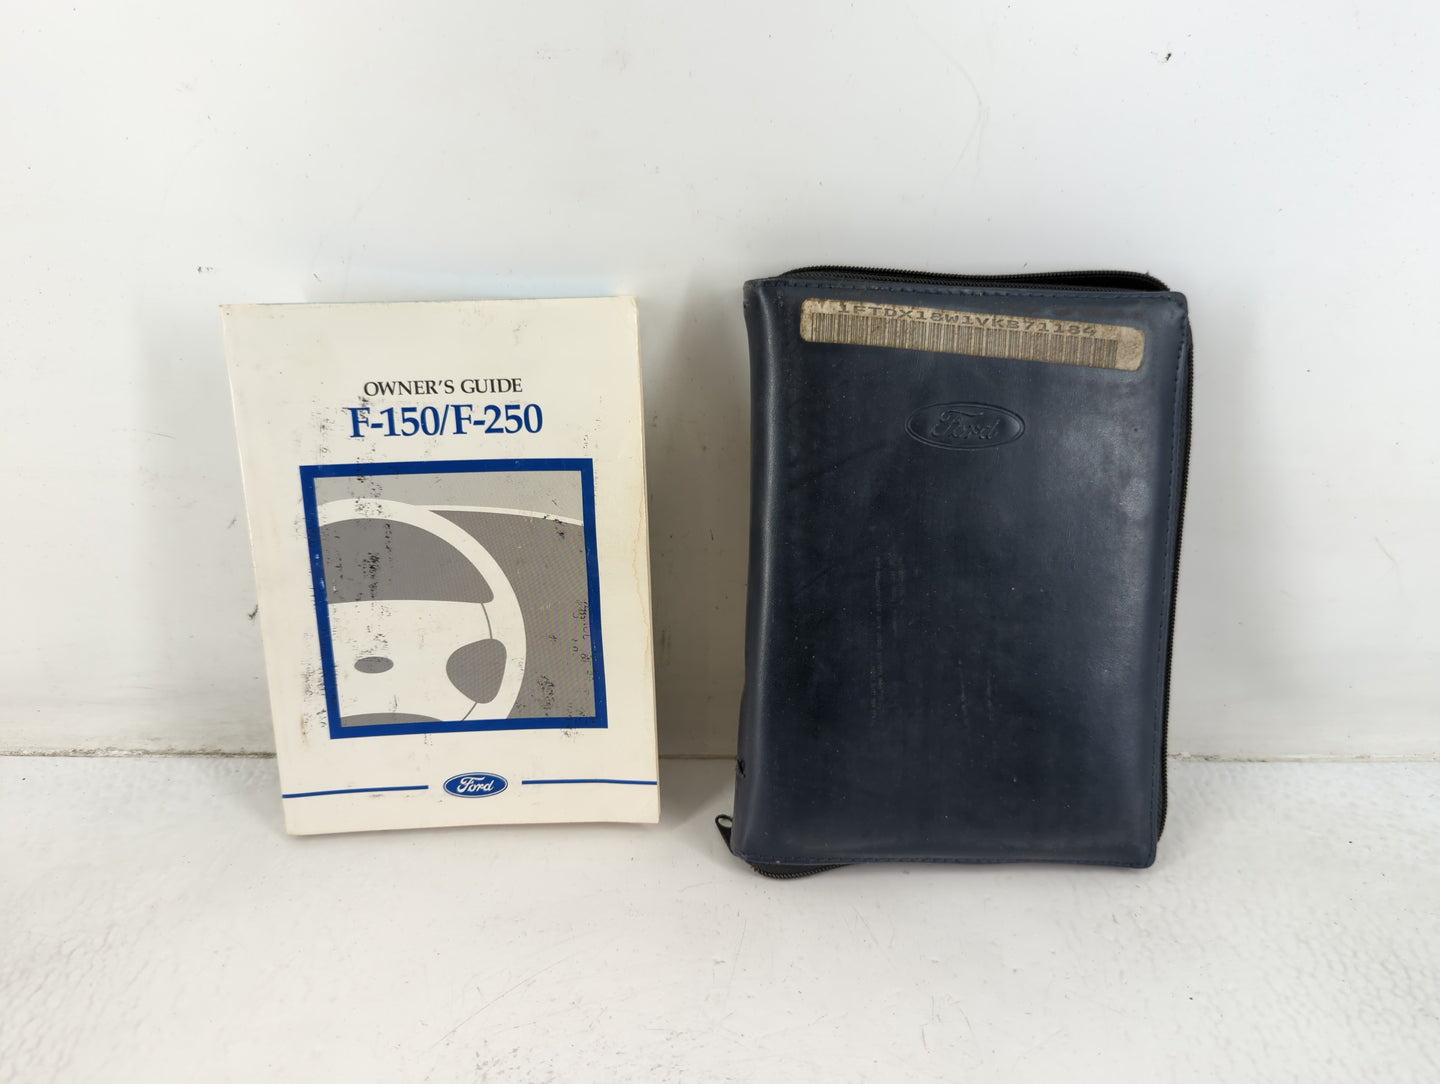 OWNER'S GUIDE
F-150/F-250
Ford
1FTDX18W1VKB71184
Ford